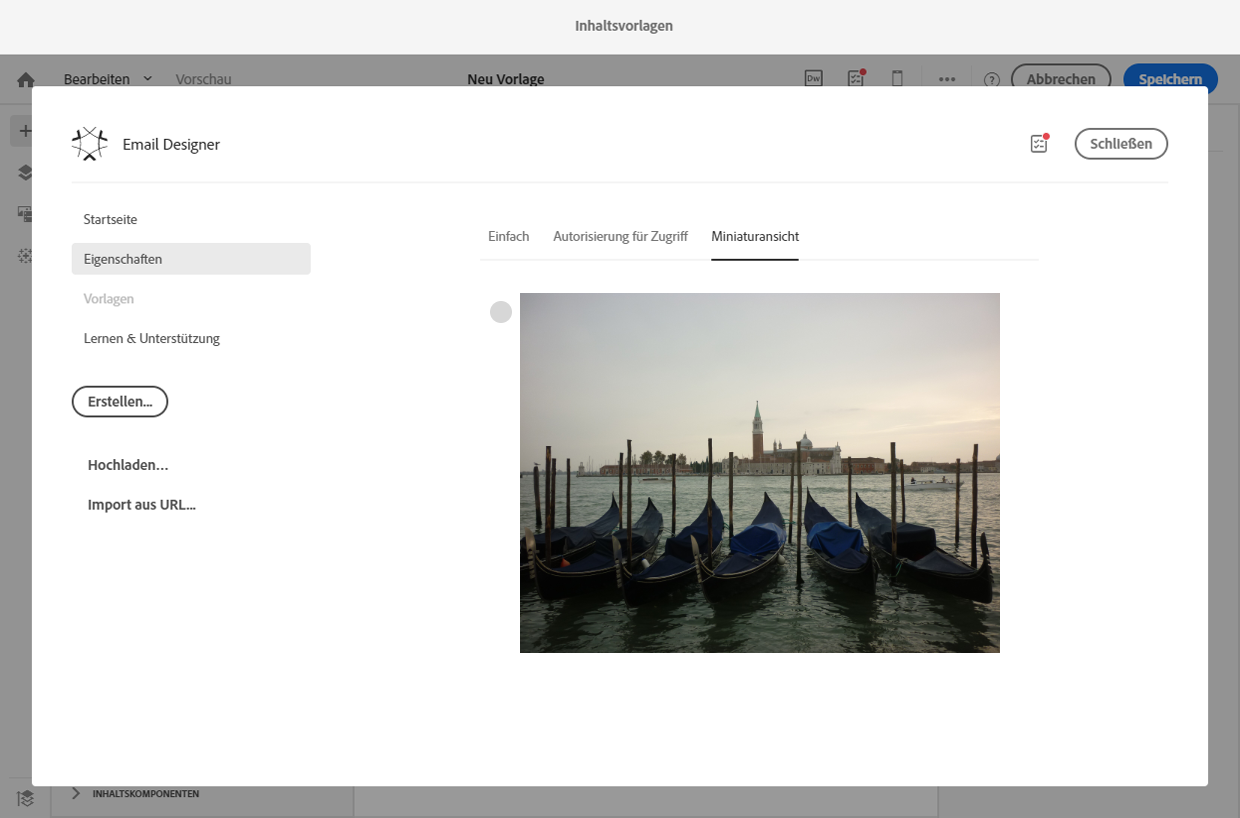 Inhaltsvorlagen
Bearbeiten Vorschau Neu Vorlage Dw ? Abbrechen Speichern
Email Designer Schließen
Startseite
Eigenschaften
Vorlagen
Lernen & Unterstützung
Erstellen...
Hochladen...
Import aus URL...
Einfach Autorisierung für Zugriff Miniaturansicht
INHALTSKOMPONENTEN